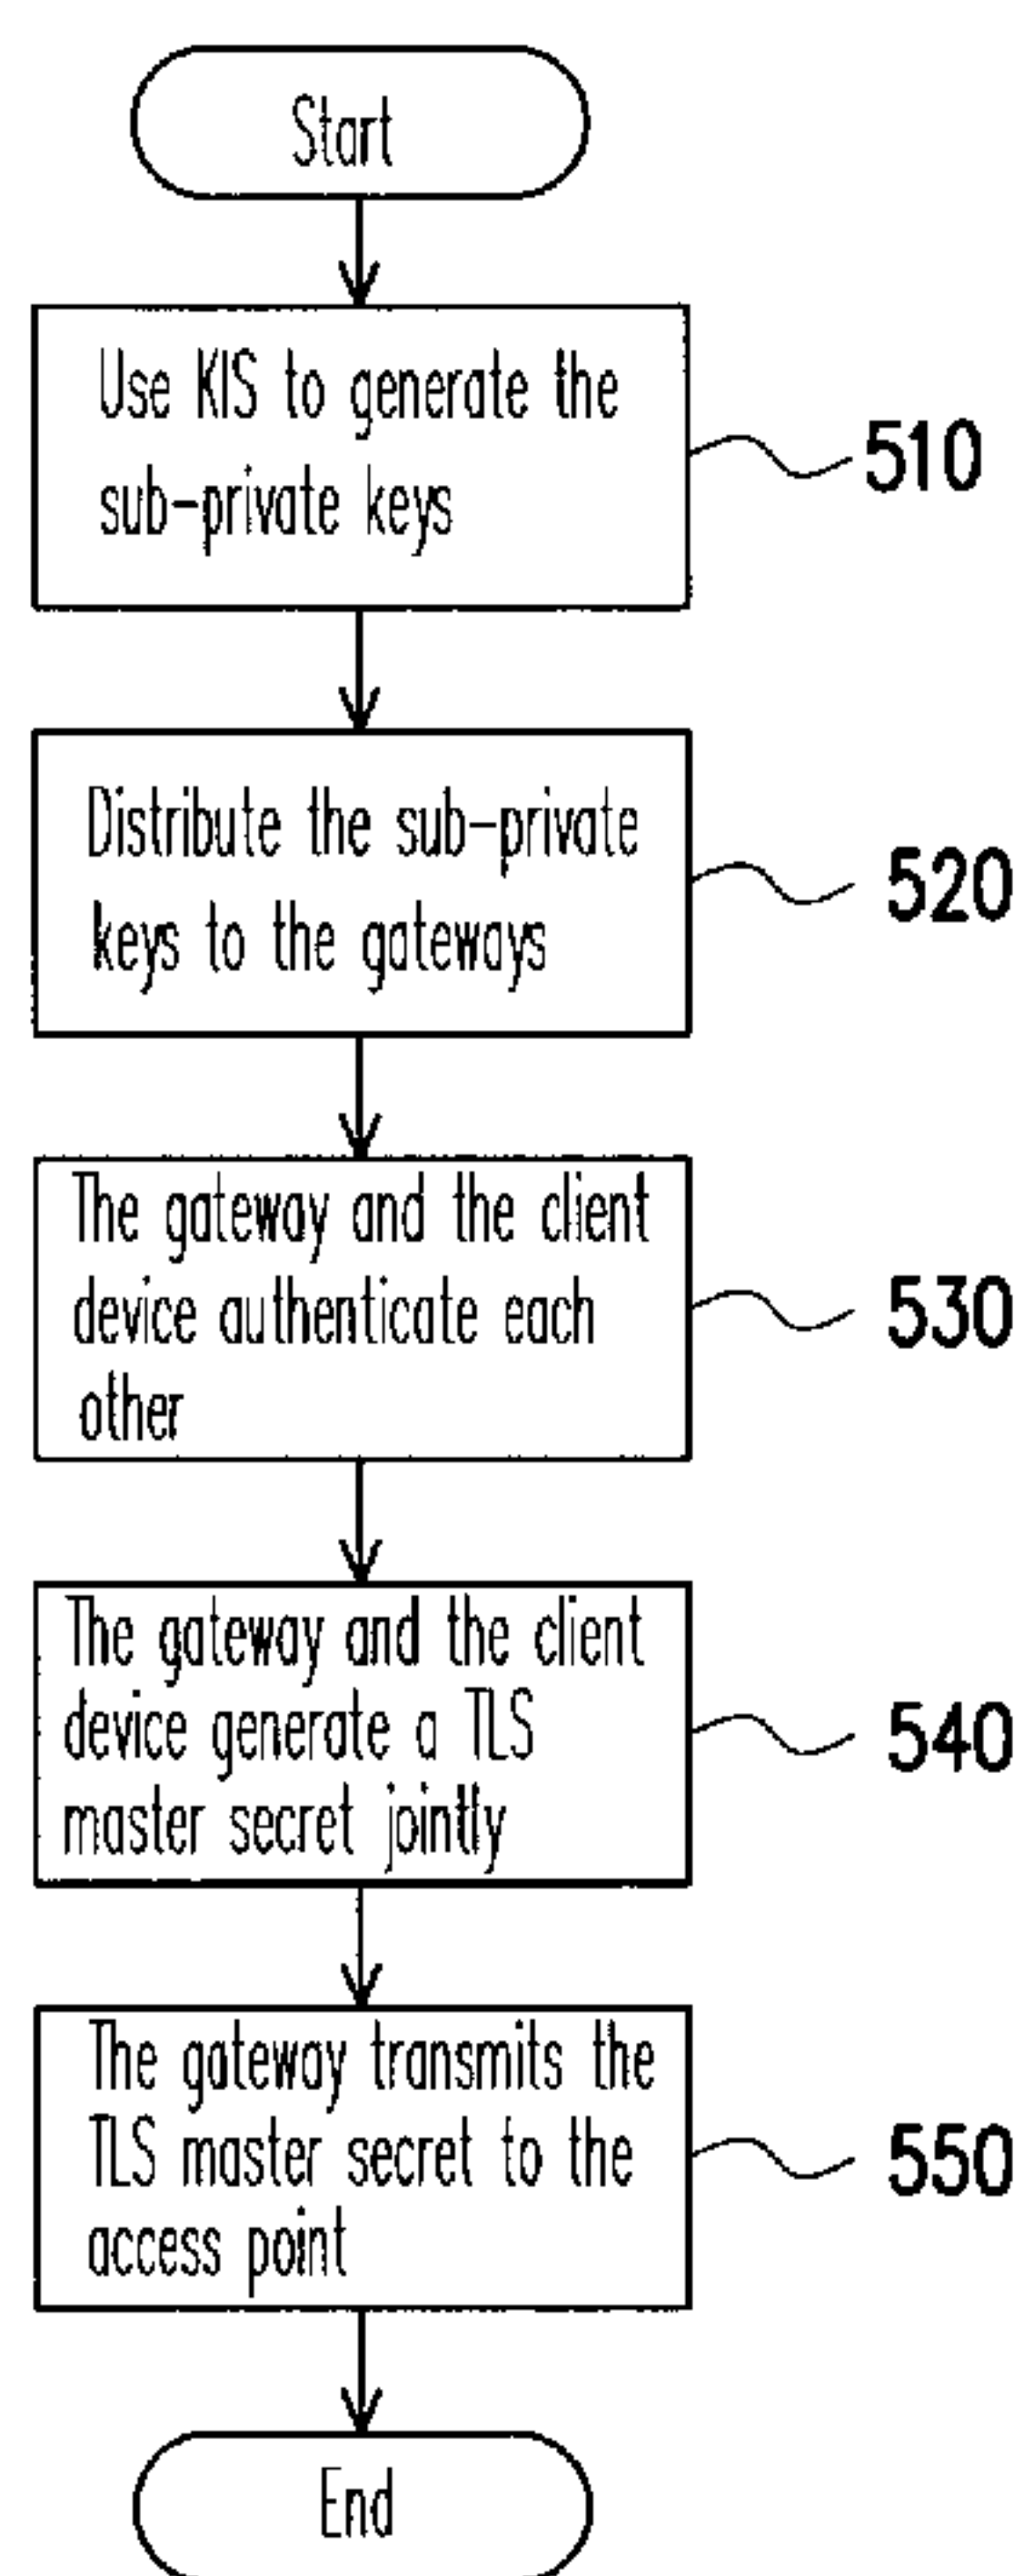 Start
Use KIS to generate the
sub-private keys
510
Distribute the sub-private
keys to the gateways
520
The gateway and the client
device authenticate each
other
530
The gateway and the client
device generate a TLS
master secret jointly
540
The gateway transmits the
TLS master secret to the
access point
550
End